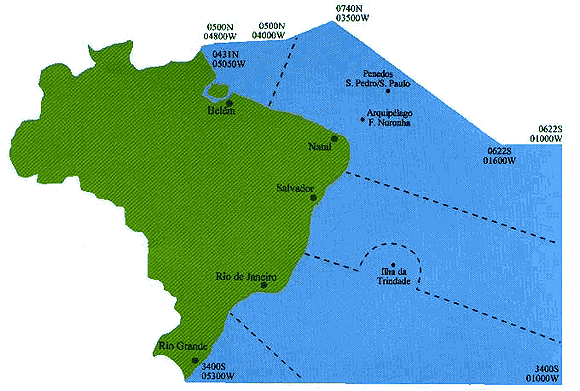 0740N
03500W
0500N
04800W
0500N
04000W
0431N
05050W
Penedos
S. Pedro/S. Paulo
Belém
Arquipélago
F. Noronha
Natal
0622S
01000W
0622S
01600W
Salvador
Ilha da
Trindade
Rio de Janeiro
Rio Grande
3400S
05300W
3400S
01000W